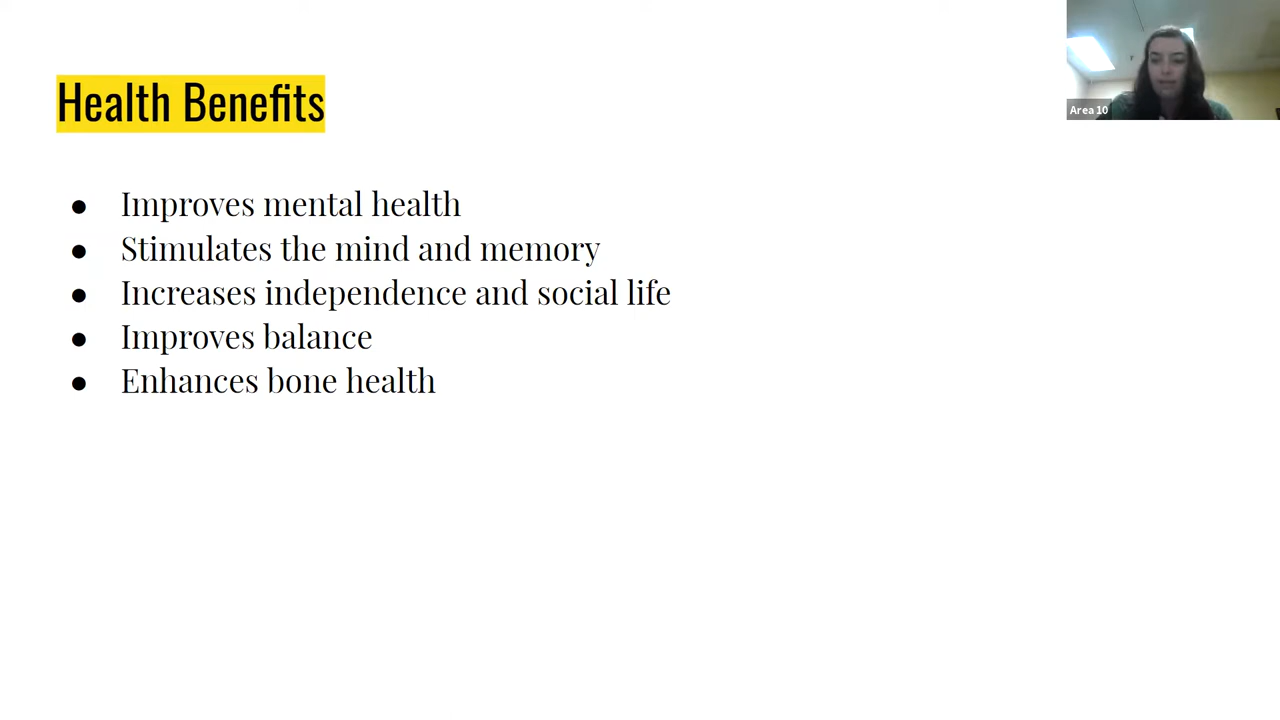 Health Benefits
Area 10
● Improves mental health
● Stimulates the mind and memory
● Increases independence and social life
● Improves balance
● Enhances bone health